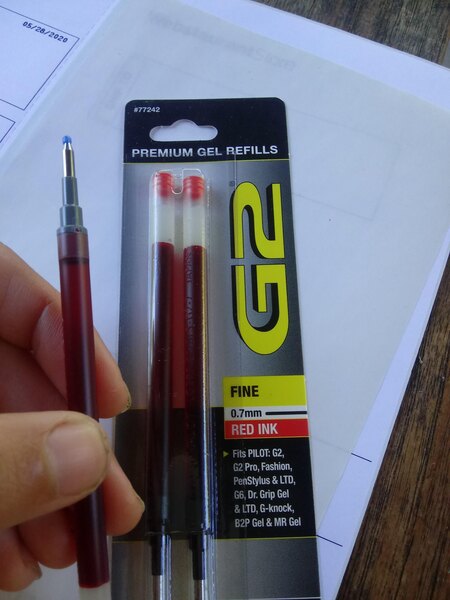 05/28/2020
#77242
PREMIUM GEL REFILLS
G2
FINE
0.7mm
RED INK
Fits PILOT: G2,
G2 Pro, Fashion,
PenStylus & LTD,
G6, Dr. Grip Gel
& LTD, G-knock,
B2P Gel & MR Gel